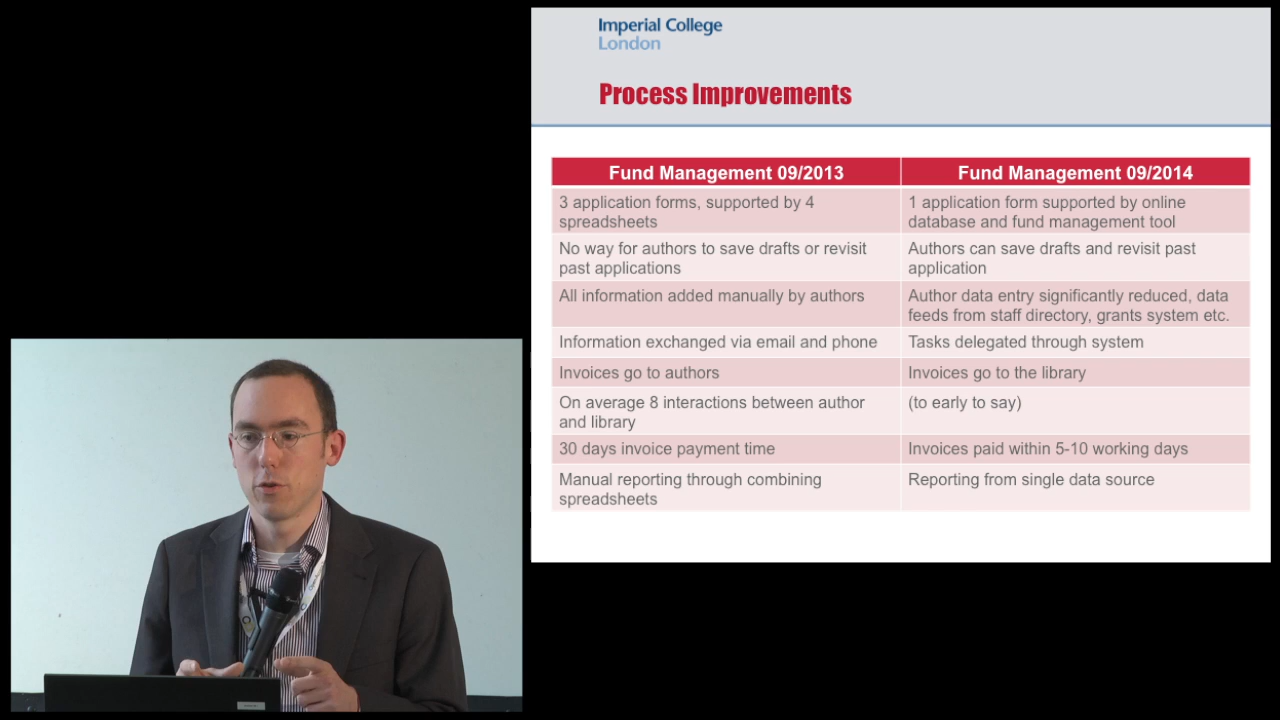 Imperial College
London
Process Improvements
Fund Management 09/2013
Fund Management 09/2014
3 application forms, supported by 4
spreadsheets
1 application form supported by online
database and fund management tool
No way for authors to save drafts or revisit
past applications
Authors can save drafts and revisit past
application
All information added manually by authors
Author data entry significantly reduced, data
feeds from staff directory, grants system etc.
Information exchanged via email and phone
Tasks delegated through system
Invoices go to authors
Invoices go to the library
On average 8 interactions between author
and library
(to early to say)
30 days invoice payment time
Invoices paid within 5-10 working days
Manual reporting through combining
spreadsheets
Reporting from single data source